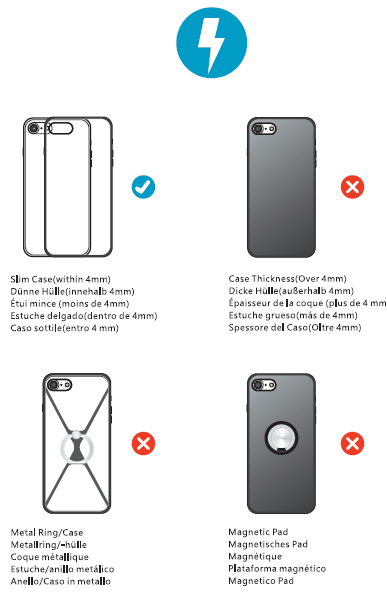 Slim Case(within 4mm)
Dünne Hülle(innehalb 4mm)
Étui mince (moins de 4mm)
Estuche delgado(dentro de 4mm)
Caso sottile(entro 4 mm)
Case Thickness(Over 4mm)
Dicke Hülle(außerhalb 4mm)
Épaisseur de la coque (plus de 4 mm
Estuche grueso(más de 4mm)
Spessore del Caso(Oltre 4mm)
Metal Ring/Case
Metallring/-hülle
Coque métallique
Estuche/anillo metálico
Anello/Caso in metallo
Magnetic Pad
Magnetisches Pad
Magnétique
Plataforma magnético
Magnetico Pad